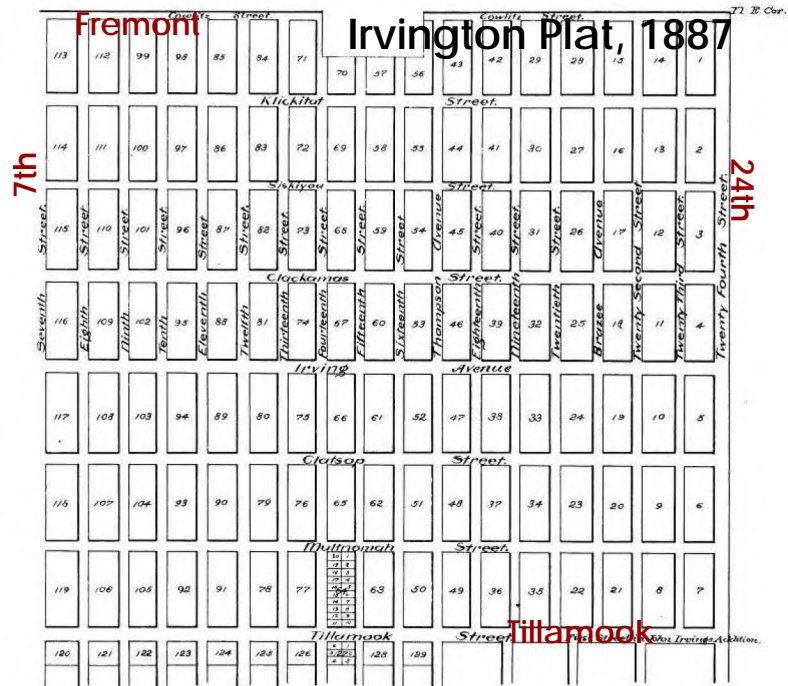 Irvington Plat, 1887
Fremont
Cowlitz Street.
Cowlitz Street.
N E Cor.
113 112 99 98 85 84 71 70 57 56 43 42 29 28 15 14 1
Klickitat Street.
114 111 100 97 86 83 72 69 58 55 44 41 30 27 16 13 2
7th
24th
Siskiyou Street.
115 110 101 96 87 82 73 68 59 54 45 40 31 26 17 12 3
Clackamas Street.
116 109 102 95 88 81 74 67 60 53 46 39 32 25 18 11 4
Seventh Street.
Eighth Street
Ninth Street.
Tenth Street.
Eleventh Street
Twelfth Street.
Thirteenth Street.
Fourteenth Street.
Fifteenth Street.
Sixteenth Street
Thompson Avenue
Eighteenth Street.
Nineteenth Street.
Twentieth Street.
Brazee Avenue
Twenty Second Street
Twenty Third Street.
Twenty Fourth Street.
Irving Avenue
117 108 103 94 89 80 75 66 61 52 47 38 33 24 19 10 5
Clatsop Street.
118 107 104 93 90 79 76 65 62 51 48 37 34 23 20 9 6
Multnomah Street.
119 106 105 92 91 78 77 63 50 49 36 35 22 21 8 7
Tillamook Street
Tillamook
Irvings Addition.
120 121 122 123 124 125 126 128 129